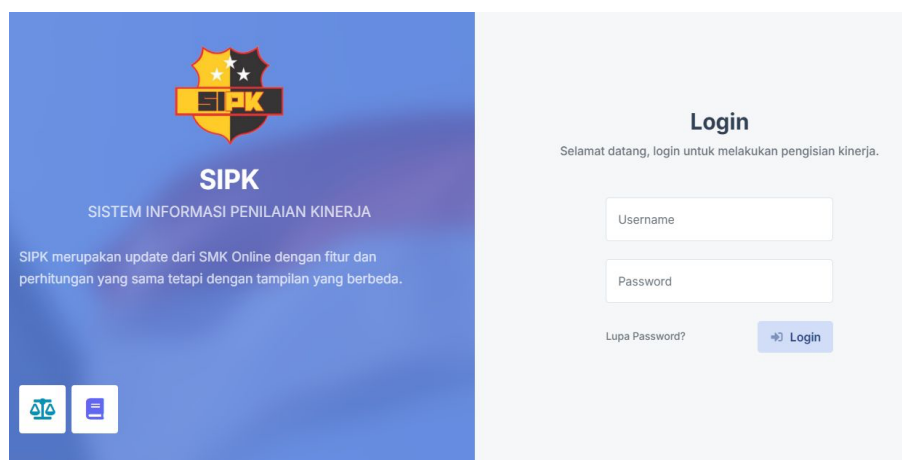 SIPK
SIPK
SISTEM INFORMASI PENILAIAN KINERJA
SIPK merupakan update dari SMK Online dengan fitur dan
perhitungan yang sama tetapi dengan tampilan yang berbeda.
Login
Selamat datang, login untuk melakukan pengisian kinerja.
Username
Password
Lupa Password?
Login